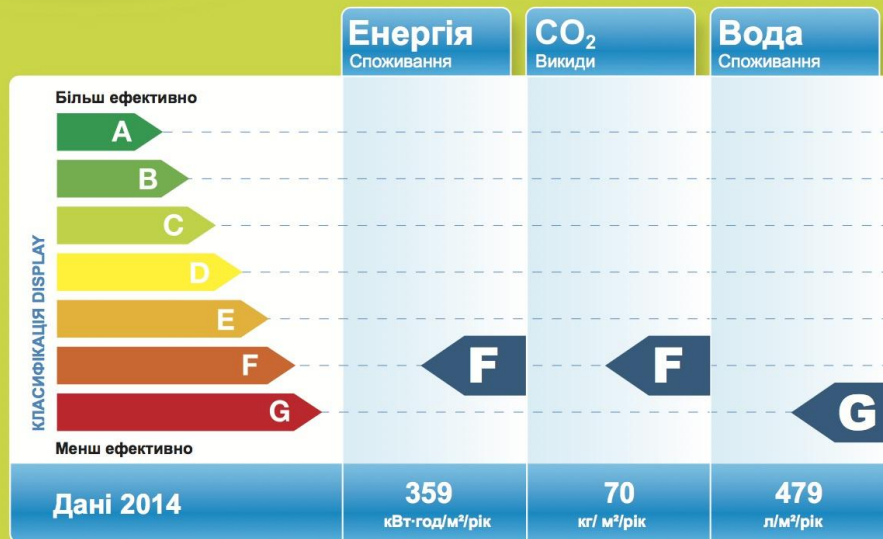 Енергія
Споживання
CO₂
Викиди
Вода
Споживання
КЛАСИФІКАЦІЯ DISPLAY
Більш ефективно
A
B
C
D
E
F
G
F
F
G
Менш ефективно
Дані 2014
359
кВт·год/м²/рік
70
кг/ м²/рік
479
л/м²/рік